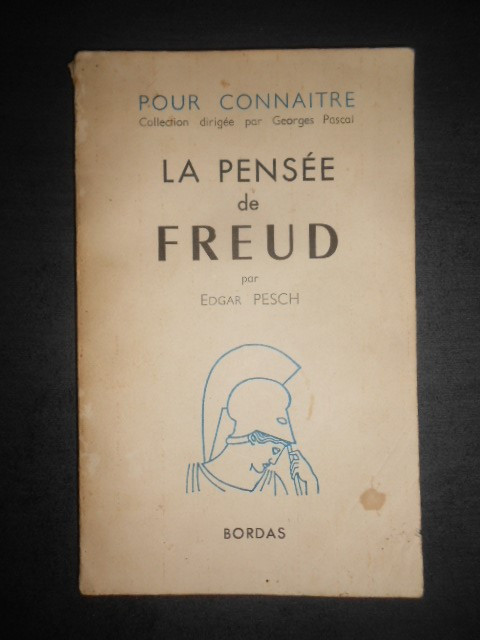 POUR CONNAITRE
Collection dirigée par Georges Pascal
LA PENSÉE
de
FREUD
par
EDGAR PESCH
BORDAS